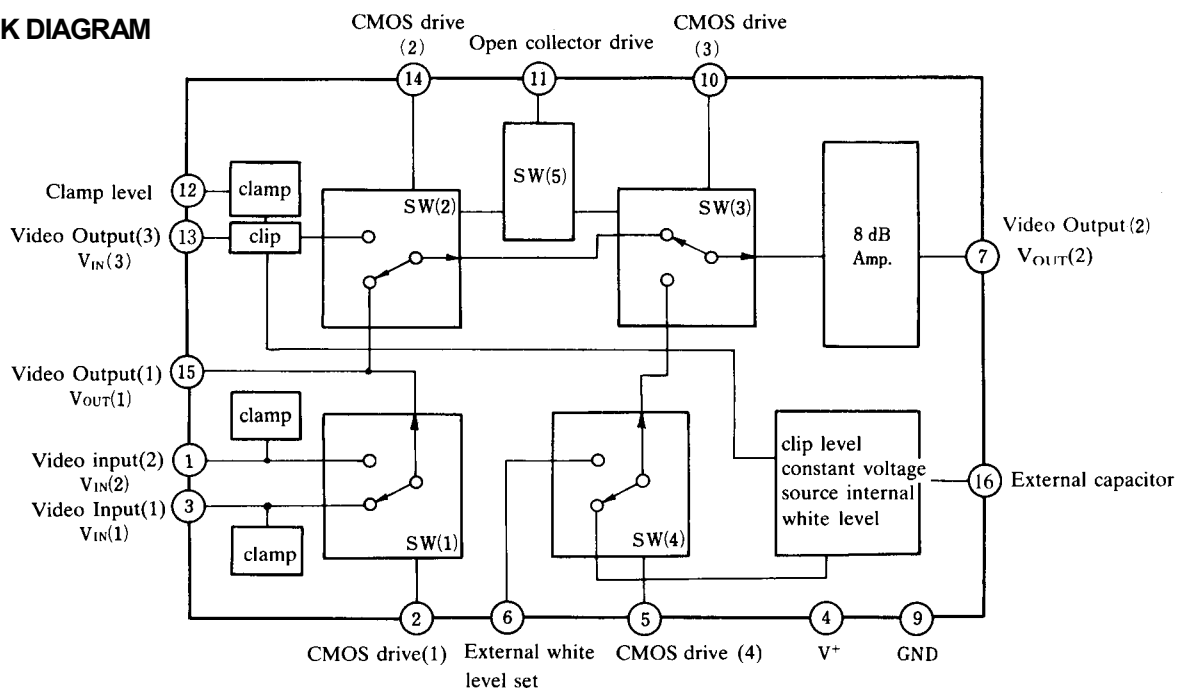 K DIAGRAM
CMOS drive
(2)
Open collector drive
CMOS drive
(3)
14
11
10
12
Clamp level
clamp
SW(5)
SW(2)
SW(3)
13
Video Output(3)
VIN(3)
clip
8 dB
Amp.
7
Video Output(2)
VOUT(2)
15
Video Output(1)
VOUT(1)
clamp
1
Video input(2)
VIN(2)
3
Video Input(1)
VIN(1)
clamp
SW(1)
SW(4)
clip level
constant voltage
source internal
white level
16
External capacitor
2
6
5
4
9
CMOS drive(1)
External white
level set
CMOS drive (4)
V+
GND